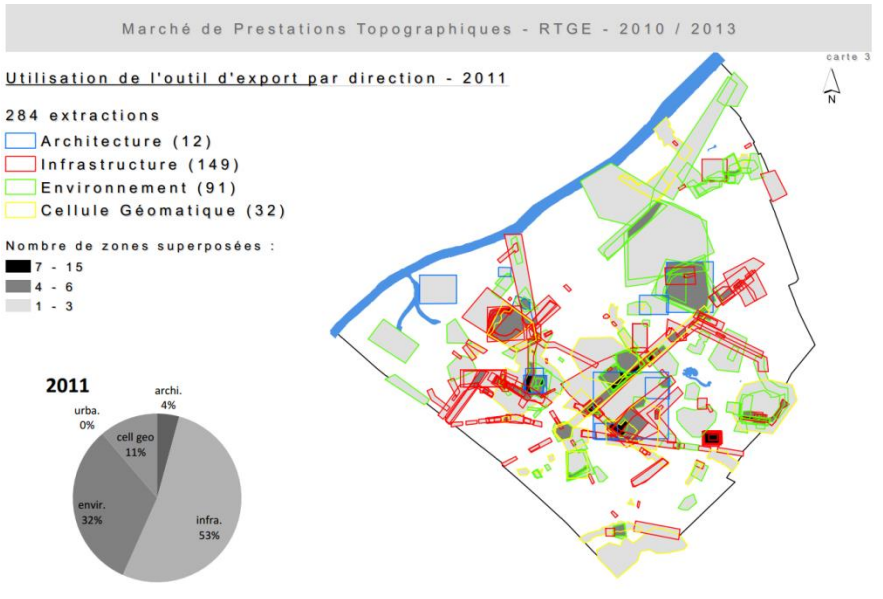 Marché de Prestations Topographiques - RTGE - 2010 / 2013
carte 3
Utilisation de l'outil d'export par direction - 2011
N
284 extractions
Architecture (12)
Infrastructure (149)
Environnement (91)
Cellule Géomatique (32)
Nombre de zones superposées :
7 - 15
4 - 6
1 - 3
2011
archi.
4%
urba.
0%
cell geo
11%
envir.
32%
infra.
53%